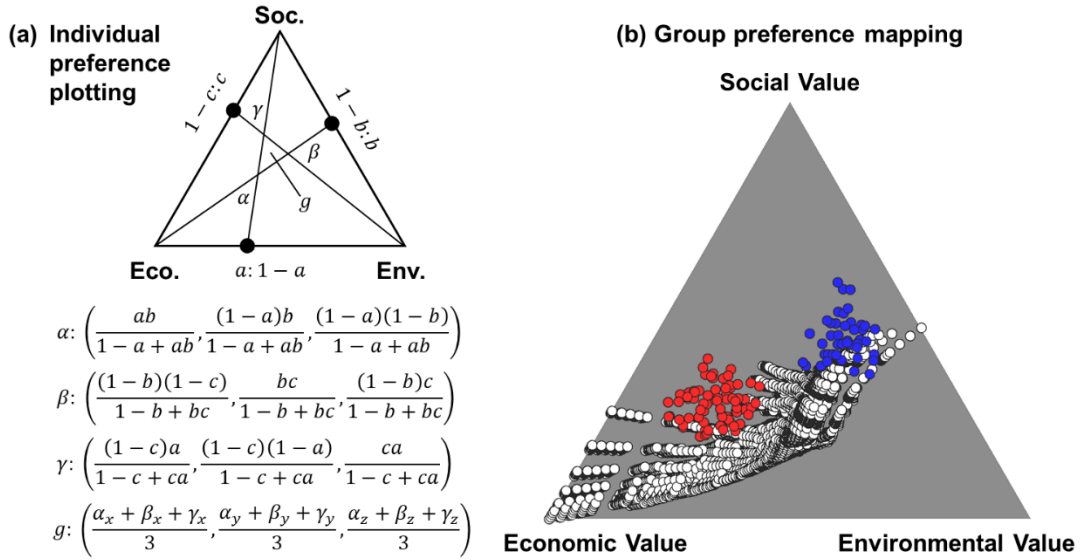 (a) Individual
preference
plotting
Soc.
1 − c: c
1 − b: b
γ
β
α
g
Eco.
a: 1 − a
Env.
α: (ab/(1 − a + ab), (1 − a)b/(1 − a + ab), (1 − a)(1 − b)/(1 − a + ab))
β: ((1 − b)(1 − c)/(1 − b + bc), bc/(1 − b + bc), (1 − b)c/(1 − b + bc))
γ: ((1 − c)a/(1 − c + ca), (1 − c)(1 − a)/(1 − c + ca), ca/(1 − c + ca))
g: ((αₓ + βₓ + γₓ)/3, (α_y + β_y + γ_y)/3, (α_z + β_z + γ_z)/3)
(b) Group preference mapping
Social Value
Economic Value
Environmental Value